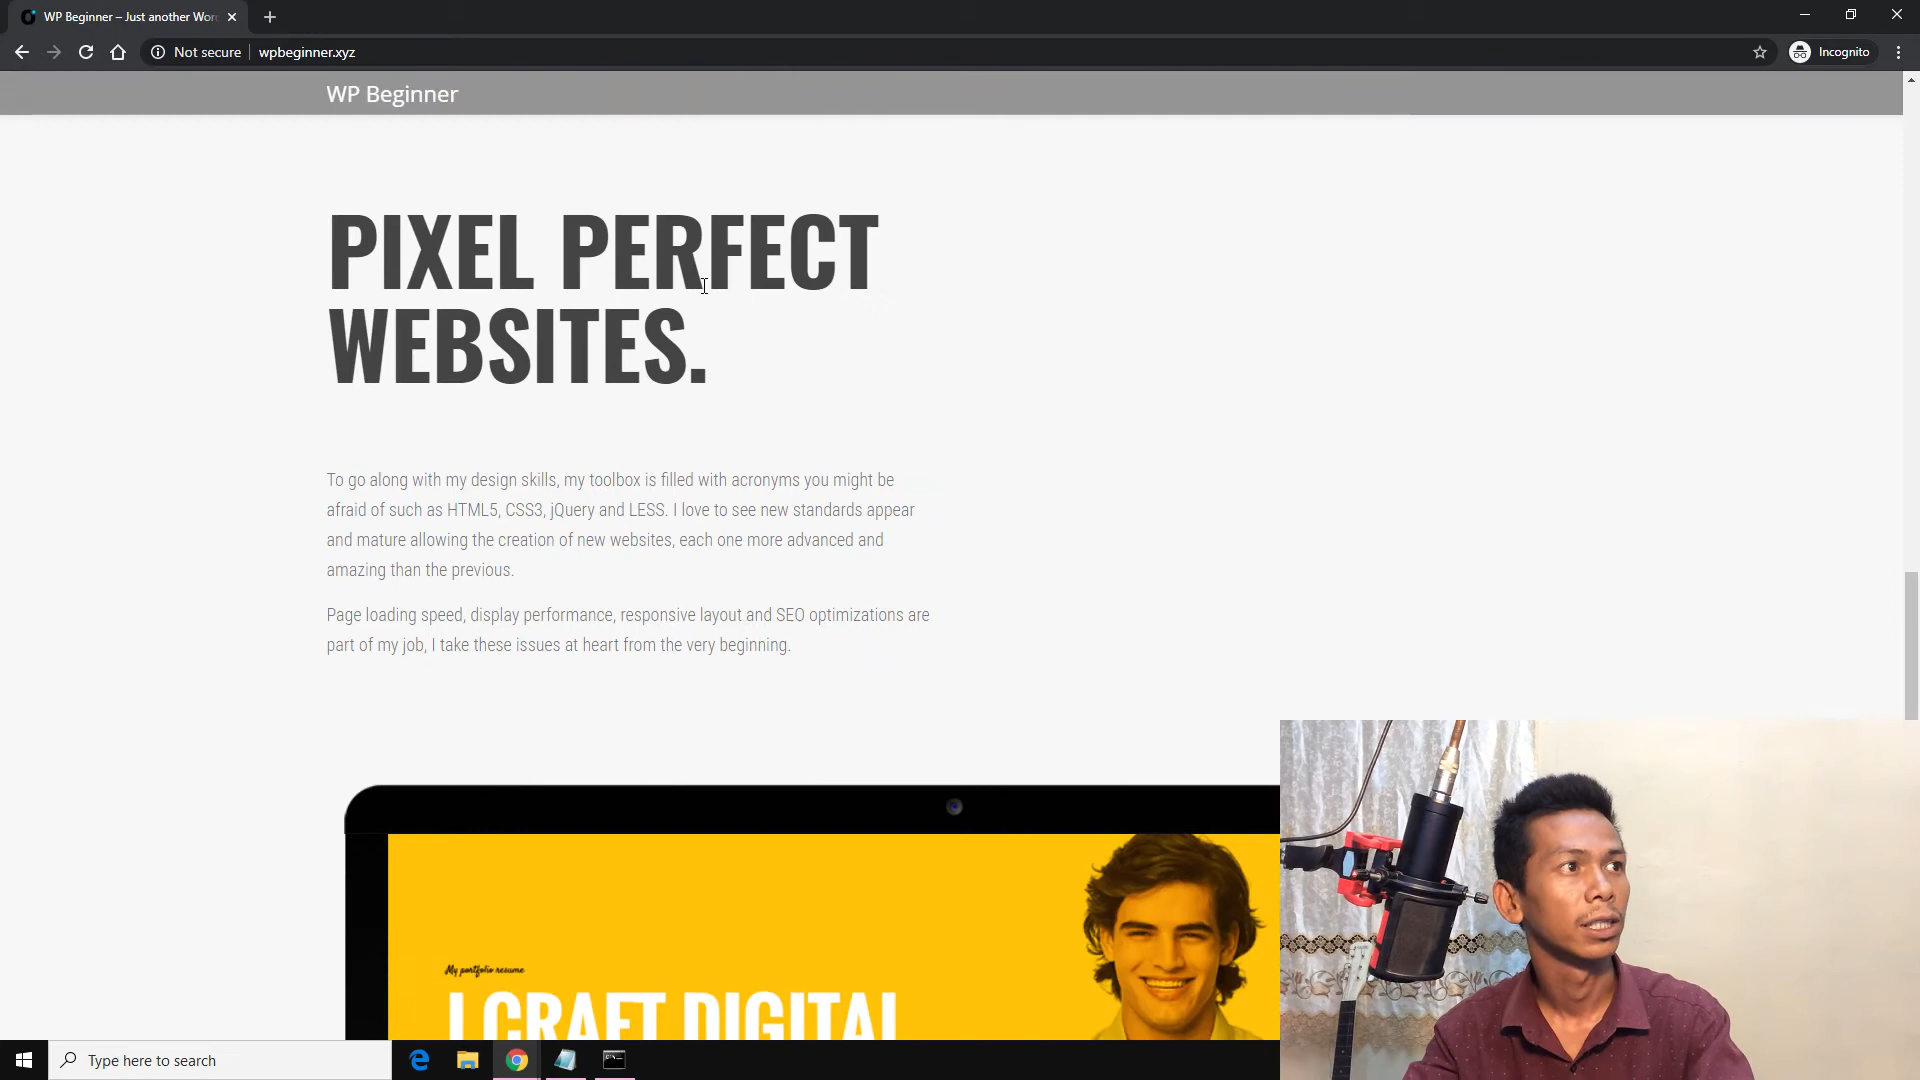 WP Beginner – Just another Wor
Not secure
wpbeginner.xyz
Incognito
WP Beginner
PIXEL PERFECT
WEBSITES.
To go along with my design skills, my toolbox is filled with acronyms you might be
afraid of such as HTML5, CSS3, jQuery and LESS. I love to see new standards appear
and mature allowing the creation of new websites, each one more advanced and
amazing than the previous.
Page loading speed, display performance, responsive layout and SEO optimizations are
part of my job, I take these issues at heart from the very beginning.
My portfolio resume
I CRAFT DIGITAL
Type here to search